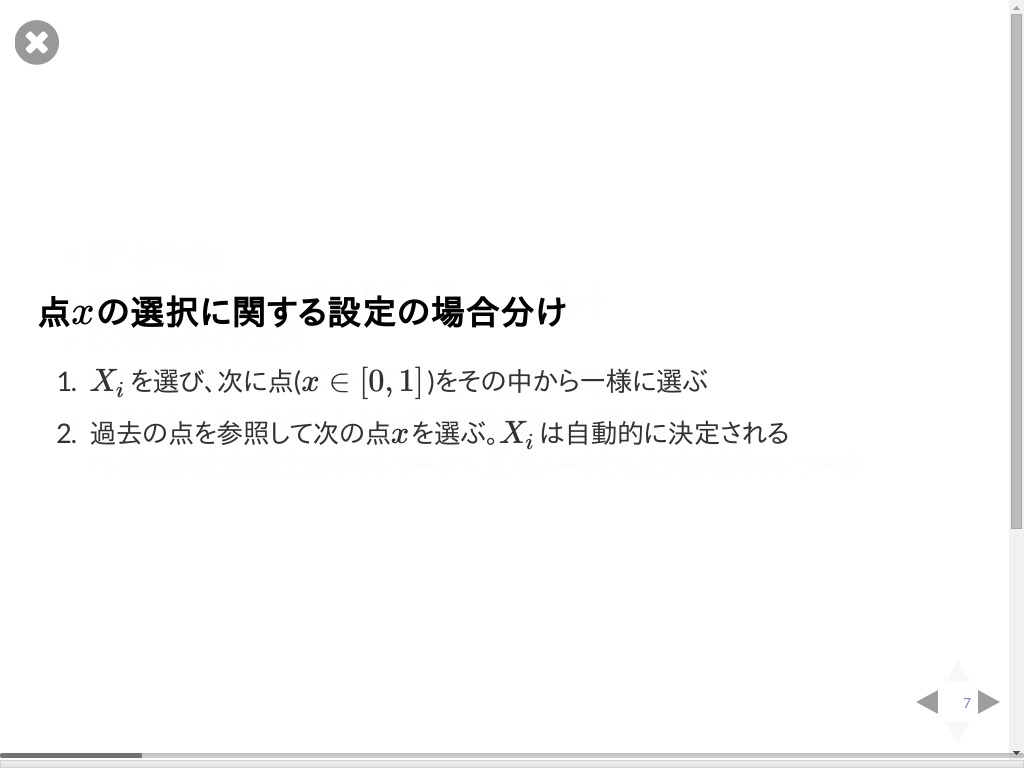 点xの選択に関する設定の場合分け
1. X_i を選び、次に点(x ∈ [0, 1])をその中から一様に選ぶ
2. 過去の点を参照して次の点xを選ぶ。X_i は自動的に決定される
7